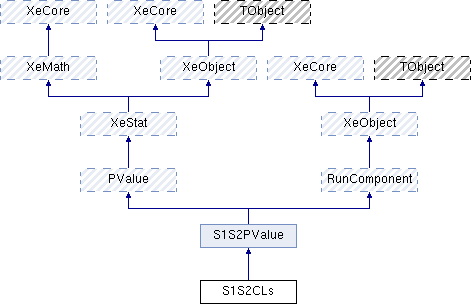 XeCore XeCore TObject
XeMath XeObject XeCore TObject
XeStat XeObject
PValue RunComponent
S1S2PValue
S1S2CLs